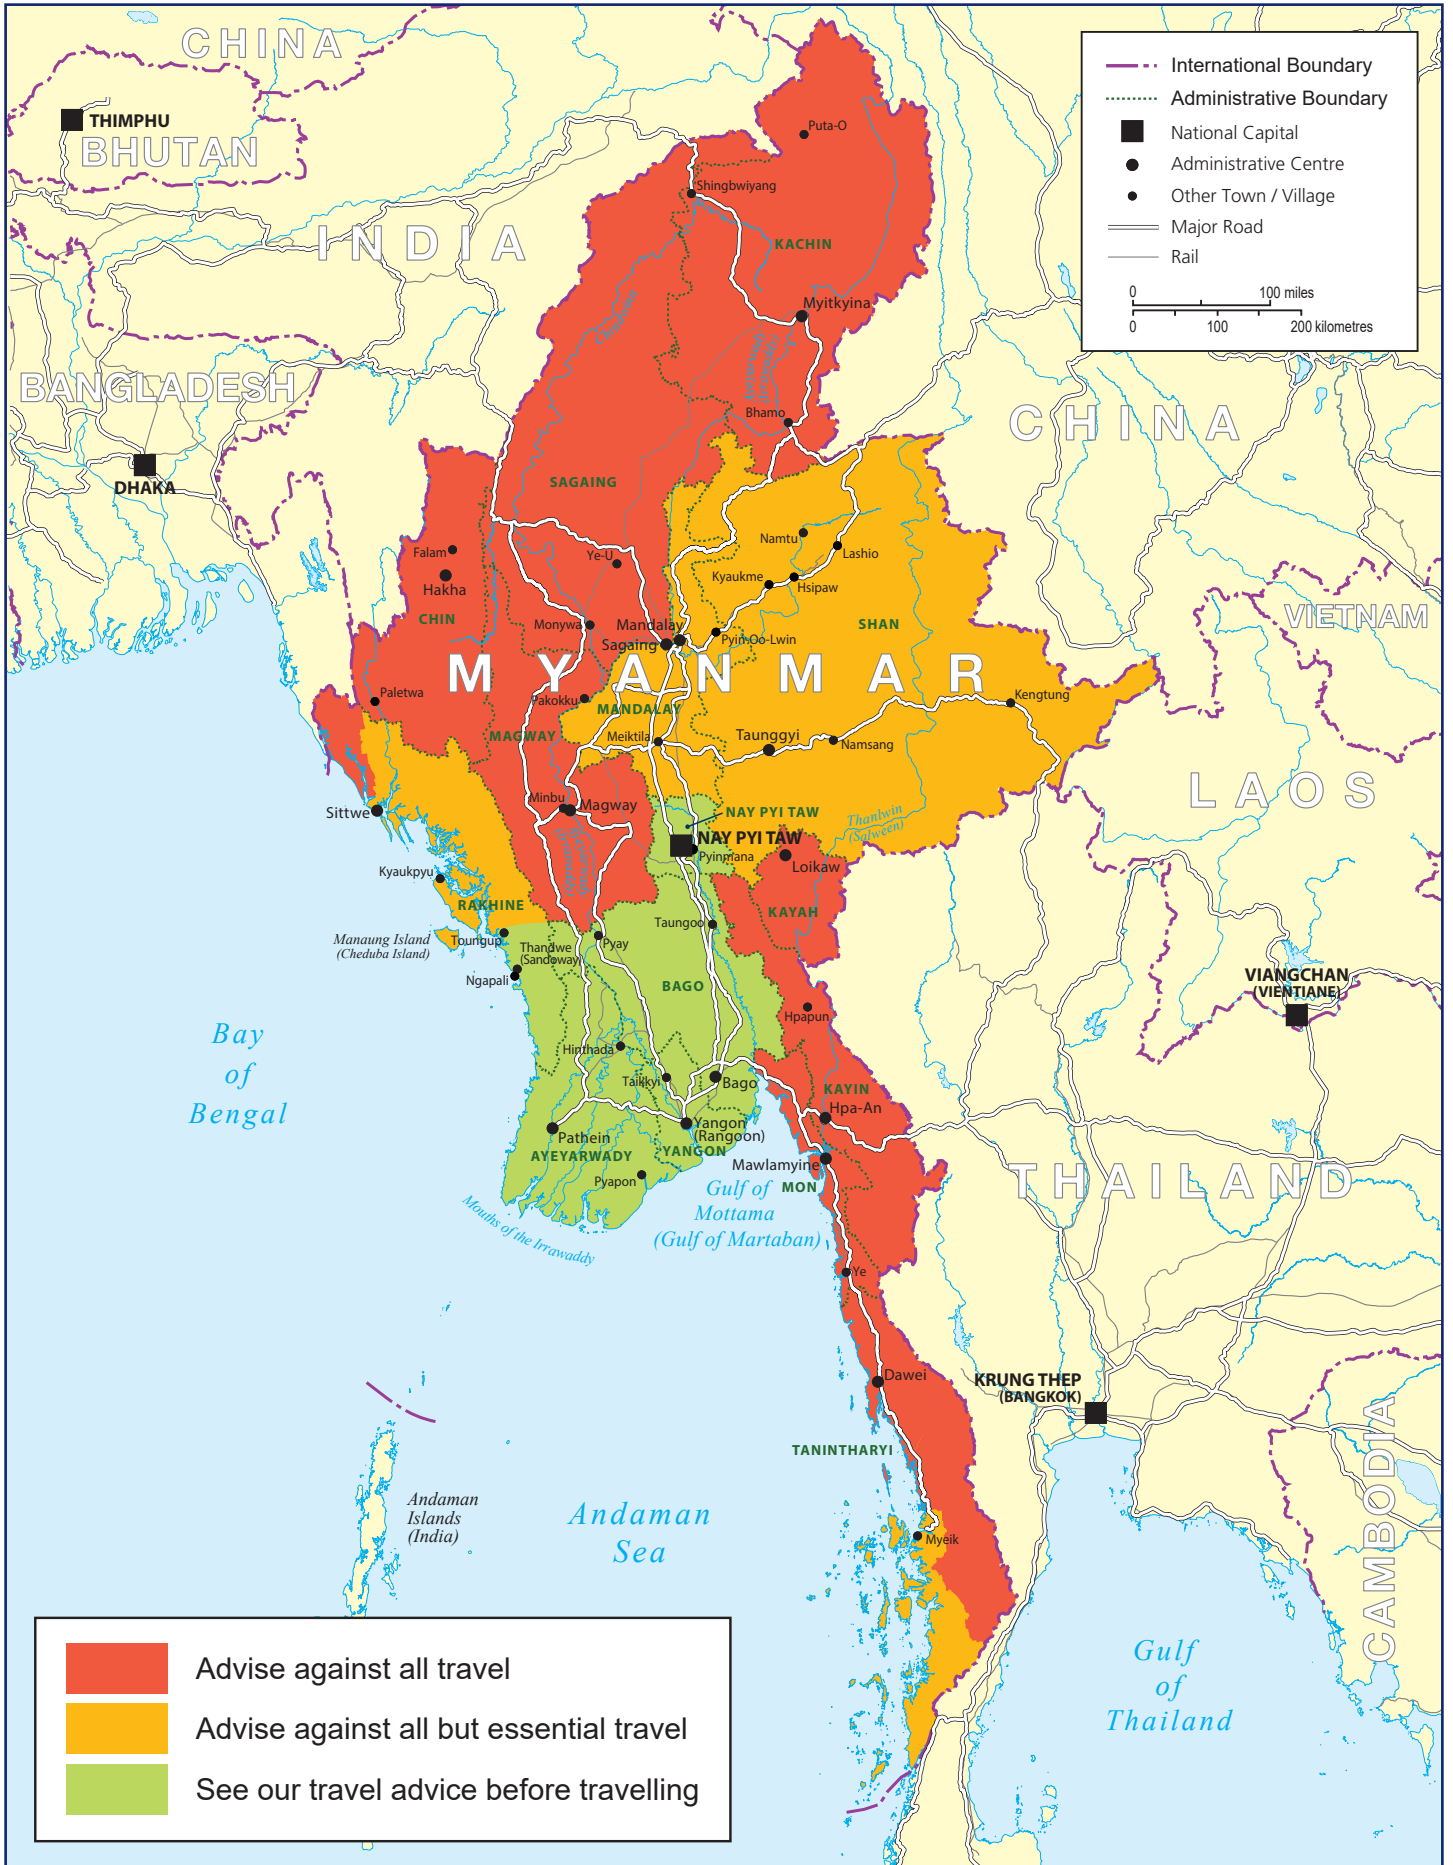 CHINA
THIMPHU
BHUTAN
INDIA
BANGLADESH
DHAKA
International Boundary
Administrative Boundary
National Capital
Administrative Centre
Other Town / Village
Major Road
Rail
0 100 miles
0 100 200 kilometres
Puta-O
Shingbwiyang
KACHIN
Chindwinn
Myitkyina
Ayeyarwady
(Irrawaddy)
Bhamo
CHINA
SAGAING
Namtu
Lashio
Falam
Ye-U
Kyaukme
Hsipaw
Hakha
CHIN
Monywa
Mandalay
SHAN
VIETNAM
Sagaing
Pyin-Oo-Lwin
MYANMAR
Paletwa
Pakokku
Kengtung
MANDALAY
MAGWAY
Meiktila
Taunggyi
Namsang
LAOS
Minbu
Magway
Sittwe
NAY PYI TAW
Thanlwin
(Salween)
NAY PYI TAW
Pyinmana
Loikaw
Ayeyarwady
(Irrawaddy)
Kyaukpyu
RAKHINE
KAYAH
Taungoo
Manaung Island
(Cheduba Island)
Toungup
Thandwe
(Sandoway)
Pyay
Ngapali
BAGO
VIANGCHAN
(VIENTIANE)
Hpapun
Bay
of
Bengal
Hinthada
Taikkyi
Bago
KAYIN
Hpa-An
Pathein
Yangon
(Rangoon)
AYEYARWADY
YANGON
Mawlamyine
Pyapon
MON
THAILAND
Gulf of
Mottama
(Gulf of Martaban)
Mouths of the Irrawaddy
Ye
Dawei
KRUNG THEP
(BANGKOK)
TANINTHARYI
CAMBODIA
Andaman
Islands
(India)
Andaman
Sea
Myeik
Gulf
of
Thailand
Advise against all travel
Advise against all but essential travel
See our travel advice before travelling